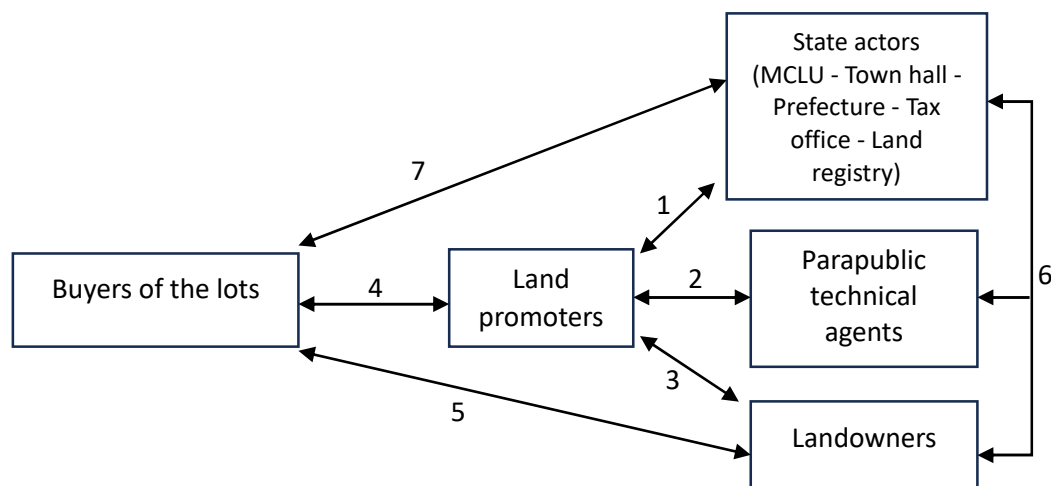 State actors
(MCLU - Town hall -
Prefecture - Tax
office - Land
registry)
7
1
Buyers of the lots
4
Land
promoters
2
Parapublic
technical
agents
6
3
5
Landowners